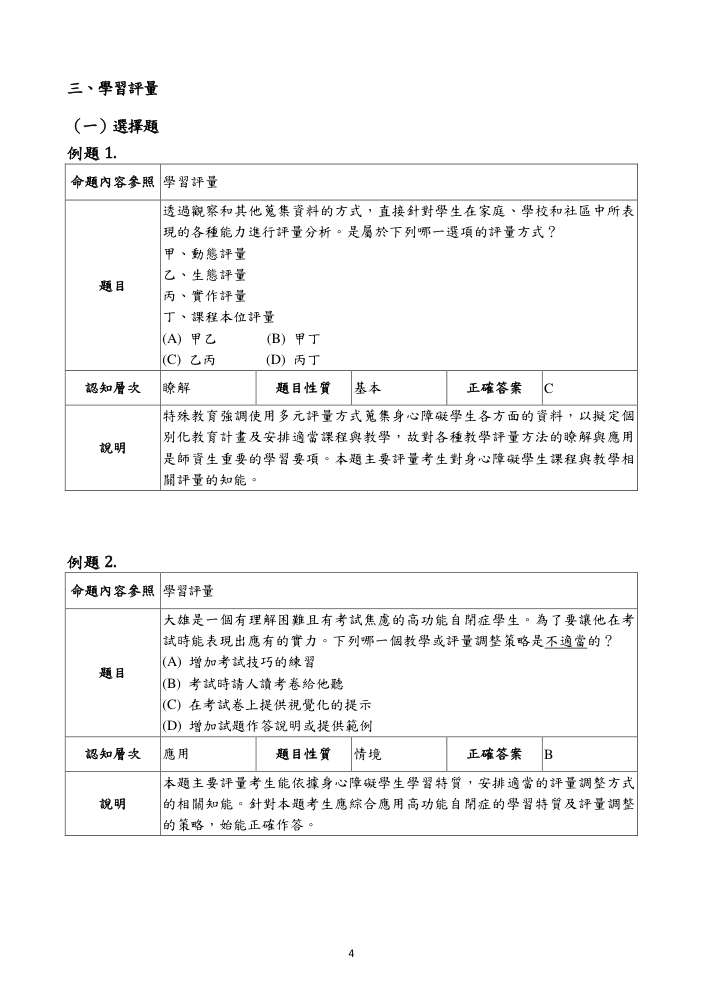 三、學習評量
（一）選擇題
例題 1.
命題內容參照 學習評量
題目
透過觀察和其他蒐集資料的方式，直接針對學生在家庭、學校和社區中所表
現的各種能力進行評量分析。是屬於下列哪一選項的評量方式？
甲、動態評量
乙、生態評量
丙、實作評量
丁、課程本位評量
(A) 甲乙 (B) 甲丁
(C) 乙丙 (D) 丙丁
認知層次 瞭解 題目性質 基本 正確答案 C
說明
特殊教育強調使用多元評量方式蒐集身心障礙學生各方面的資料，以擬定個
別化教育計畫及安排適當課程與教學，故對各種教學評量方法的瞭解與應用
是師資生重要的學習要項。本題主要評量考生對身心障礙學生課程與教學相
關評量的知能。
例題 2.
命題內容參照 學習評量
題目
大雄是一個有理解困難且有考試焦慮的高功能自閉症學生。為了要讓他在考
試時能表現出應有的實力。下列哪一個教學或評量調整策略是不適當的？
(A) 增加考試技巧的練習
(B) 考試時請人讀考卷給他聽
(C) 在考試卷上提供視覺化的提示
(D) 增加試題作答說明或提供範例
認知層次 應用 題目性質 情境 正確答案 B
說明
本題主要評量考生能依據身心障礙學生學習特質，安排適當的評量調整方式
的相關知能。針對本題考生應綜合應用高功能自閉症的學習特質及評量調整
的策略，始能正確作答。
4